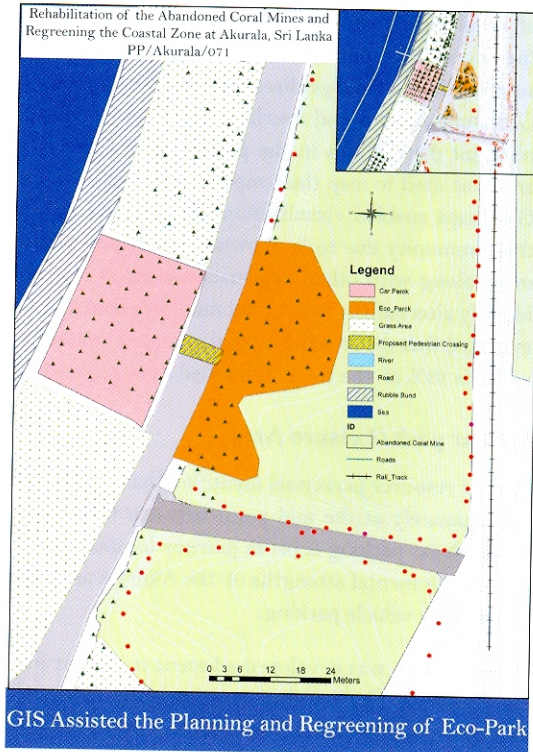 Rehabilitation of the Abandoned Coral Mines and
Regreening the Coastal Zone at Akurala, Sri Lanka
PP/Akurala/071
Legend
Car Parck
Eco_Parck
Grass Area
Proposed Pedestrian Crossing
River
Road
Rubble Bund
Sea
ID
Abandoned Coral Mine
Roads
Rail_Track
0 3 6 12 18 24
Meters
GIS Assisted the Planning and Regreening of Eco-Park